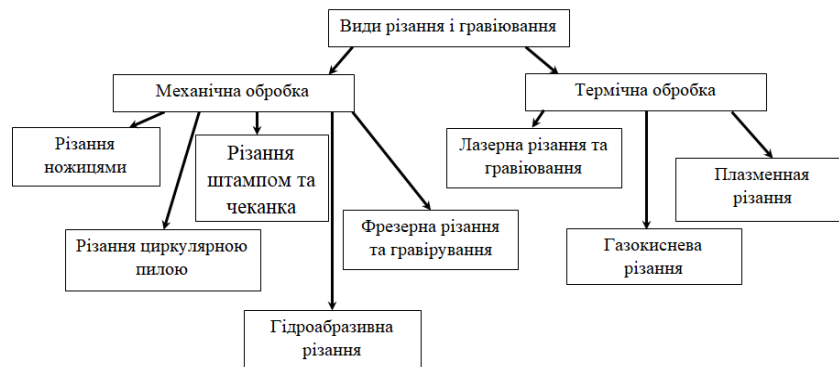 Види різання і гравіювання
Механічна обробка
Термічна обробка
Різання
ножицями
Різання
штампом та
чеканка
Лазерна різання та
гравіювання
Плазменная
різання
Різання циркулярною
пилою
Фрезерна різання
та гравірування
Газокиснева
різання
Гідроабразивна
різання